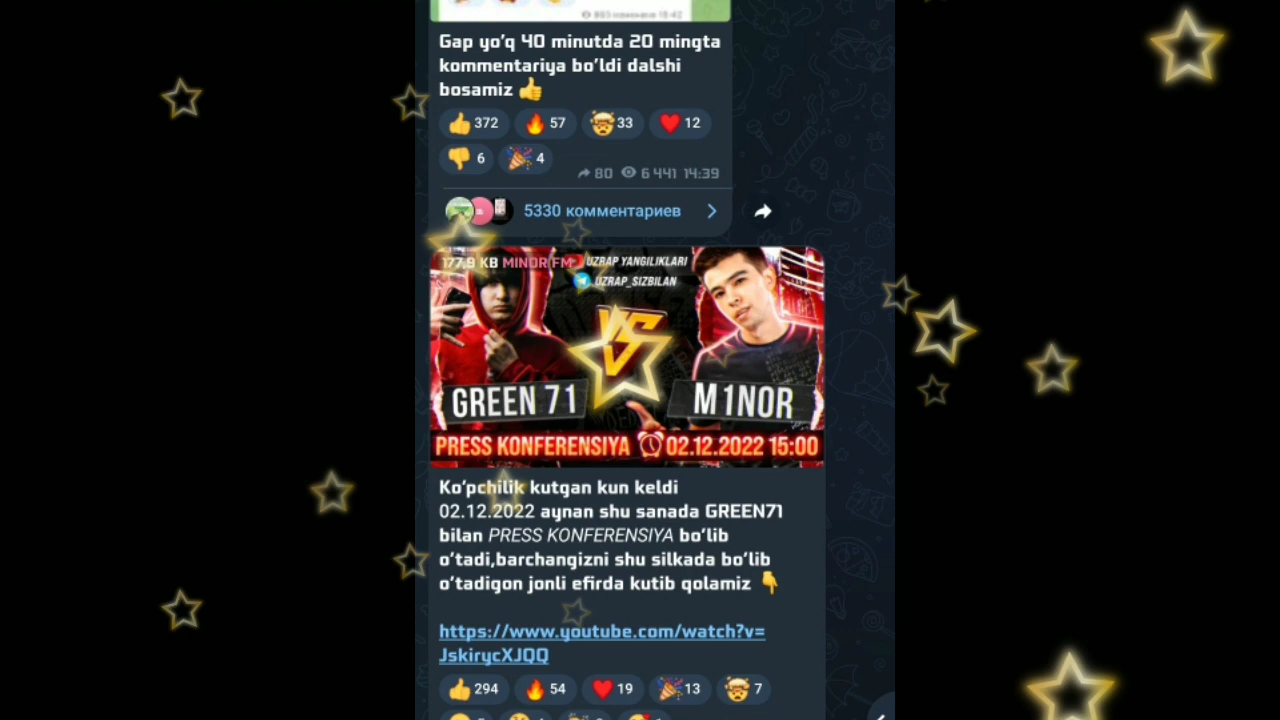 Gap yo'q 40 minutda 20 mingta
kommentariya bo'ldi dalshi
bosamiz 👍
👍 372 🔥 57 🤯 33 ❤️ 12
👎 6 🎉 4
80 6 441 14:39
5330 комментариев
177,9 KB MINOR FM
UZRAP YANGILIKLARI
UZRAP_SIZBILAN
VS
GREEN 71
M1NOR
PRESS KONFERENSIYA 02.12.2022 15:00
Ko'pchilik kutgan kun keldi
02.12.2022 aynan shu sanada GREEN71
bilan PRESS KONFERENSIYA bo'lib
o'tadi,barchangizni shu silkada bo'lib
o'tadigon jonli efirda kutib qolamiz 👇
https://www.youtube.com/watch?v=
JskirycXJQQ
👍 294 🔥 54 ❤️ 19 🎉 13 🤯 7